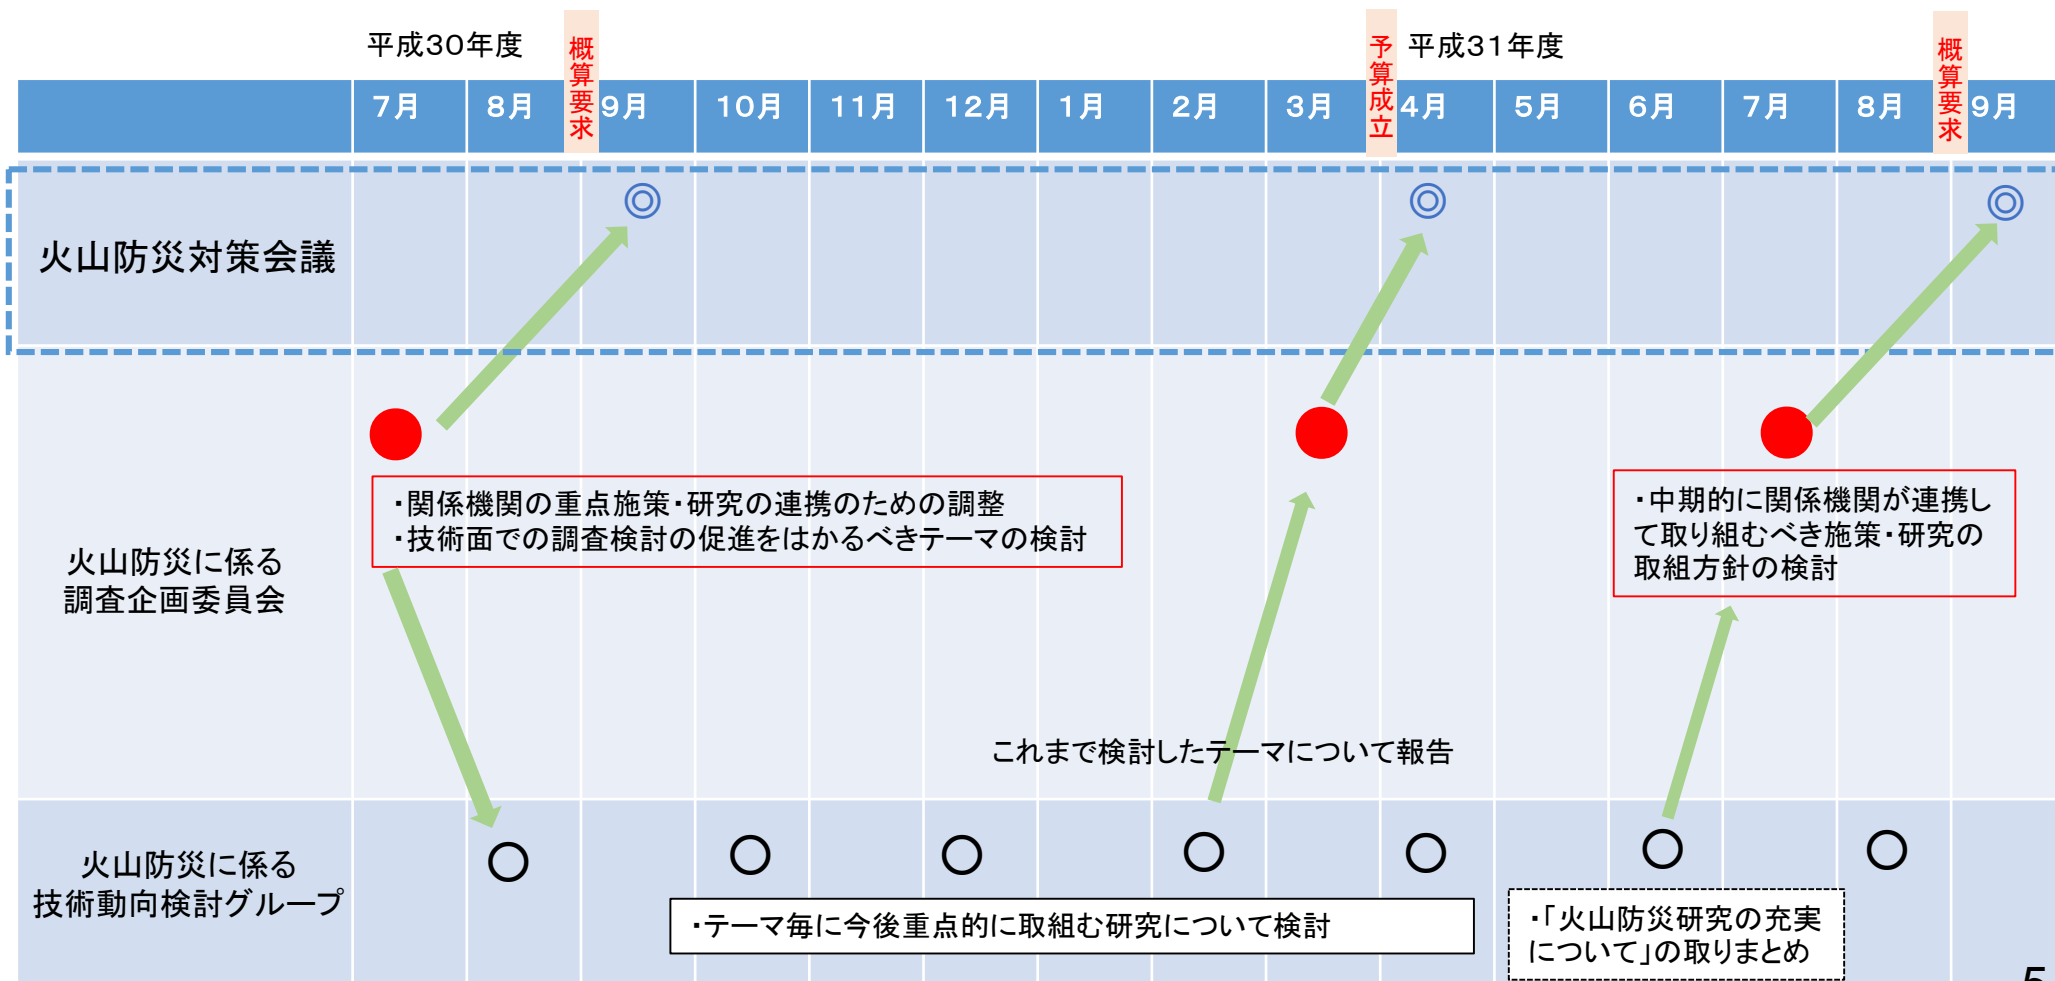 平成30年度
概算要求
予算成立
平成31年度
概算要求
7月 8月 9月 10月 11月 12月 1月 2月 3月 4月 5月 6月 7月 8月 9月
火山防災対策会議
・関係機関の重点施策・研究の連携のための調整
・技術面での調査検討の促進をはかるべきテーマの検討
・中期的に関係機関が連携し
て取り組むべき施策・研究の
取組方針の検討
火山防災に係る
調査企画委員会
これまで検討したテーマについて報告
火山防災に係る
技術動向検討グループ
・テーマ毎に今後重点的に取組む研究について検討
・「火山防災研究の充実
について」の取りまとめ
5